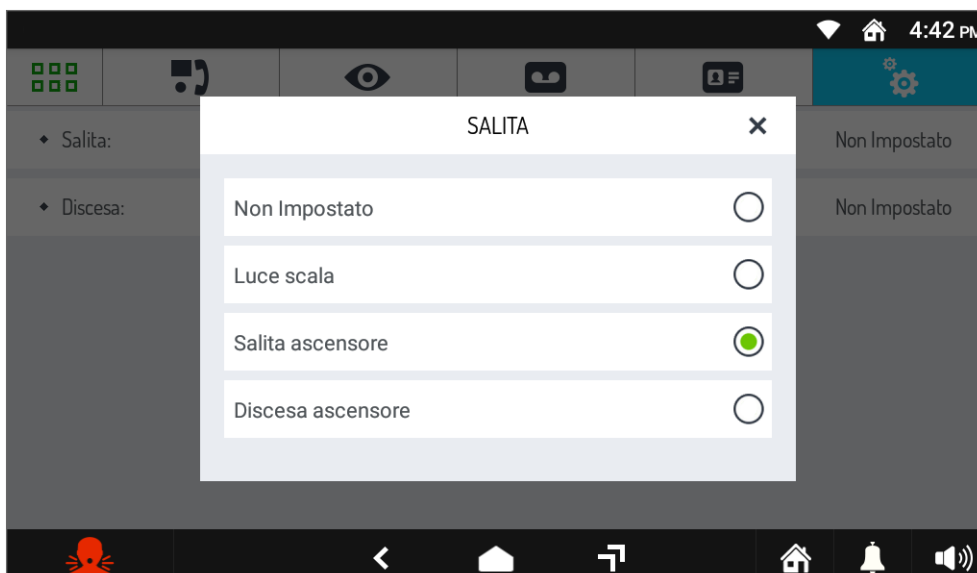 4:42 PM
SALITA
Salita:
Non Impostato
Discesa:
Non Impostato
Non Impostato
Luce scala
Salita ascensore
Discesa ascensore